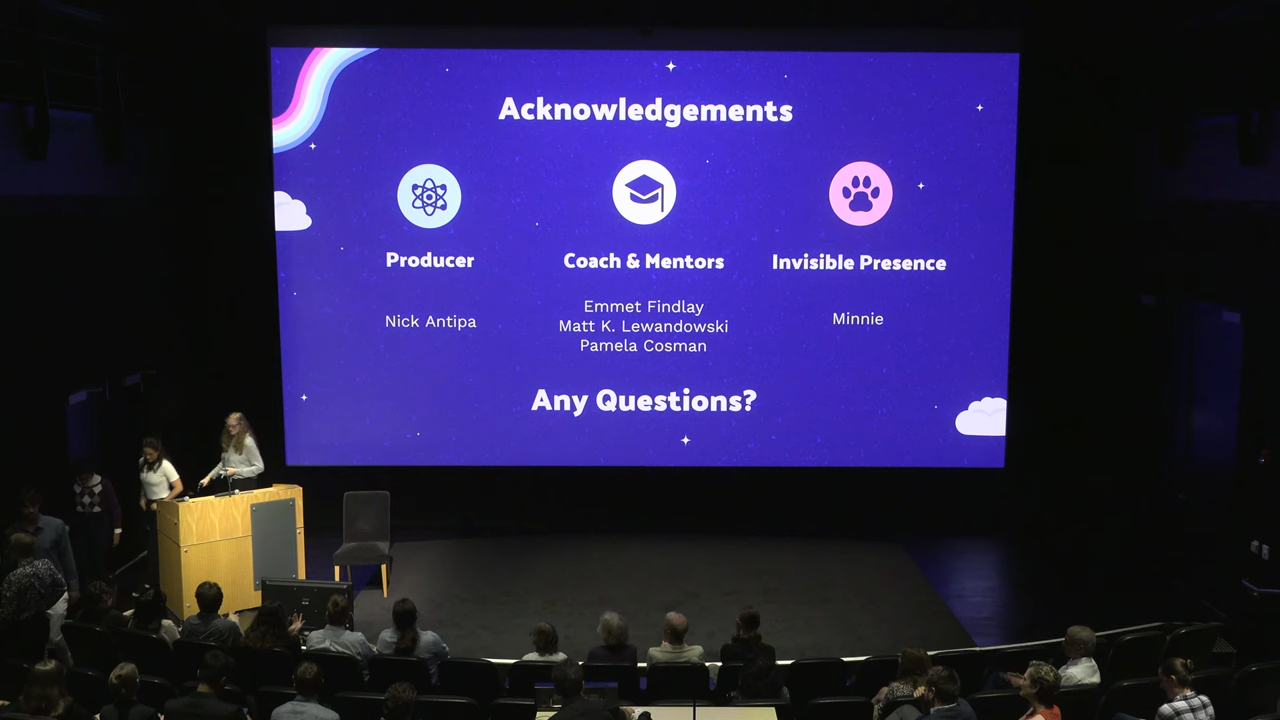 Acknowledgements
Producer
Nick Antipa
Coach & Mentors
Emmet Findlay
Matt K. Lewandowski
Pamela Cosman
Invisible Presence
Minnie
Any Questions?